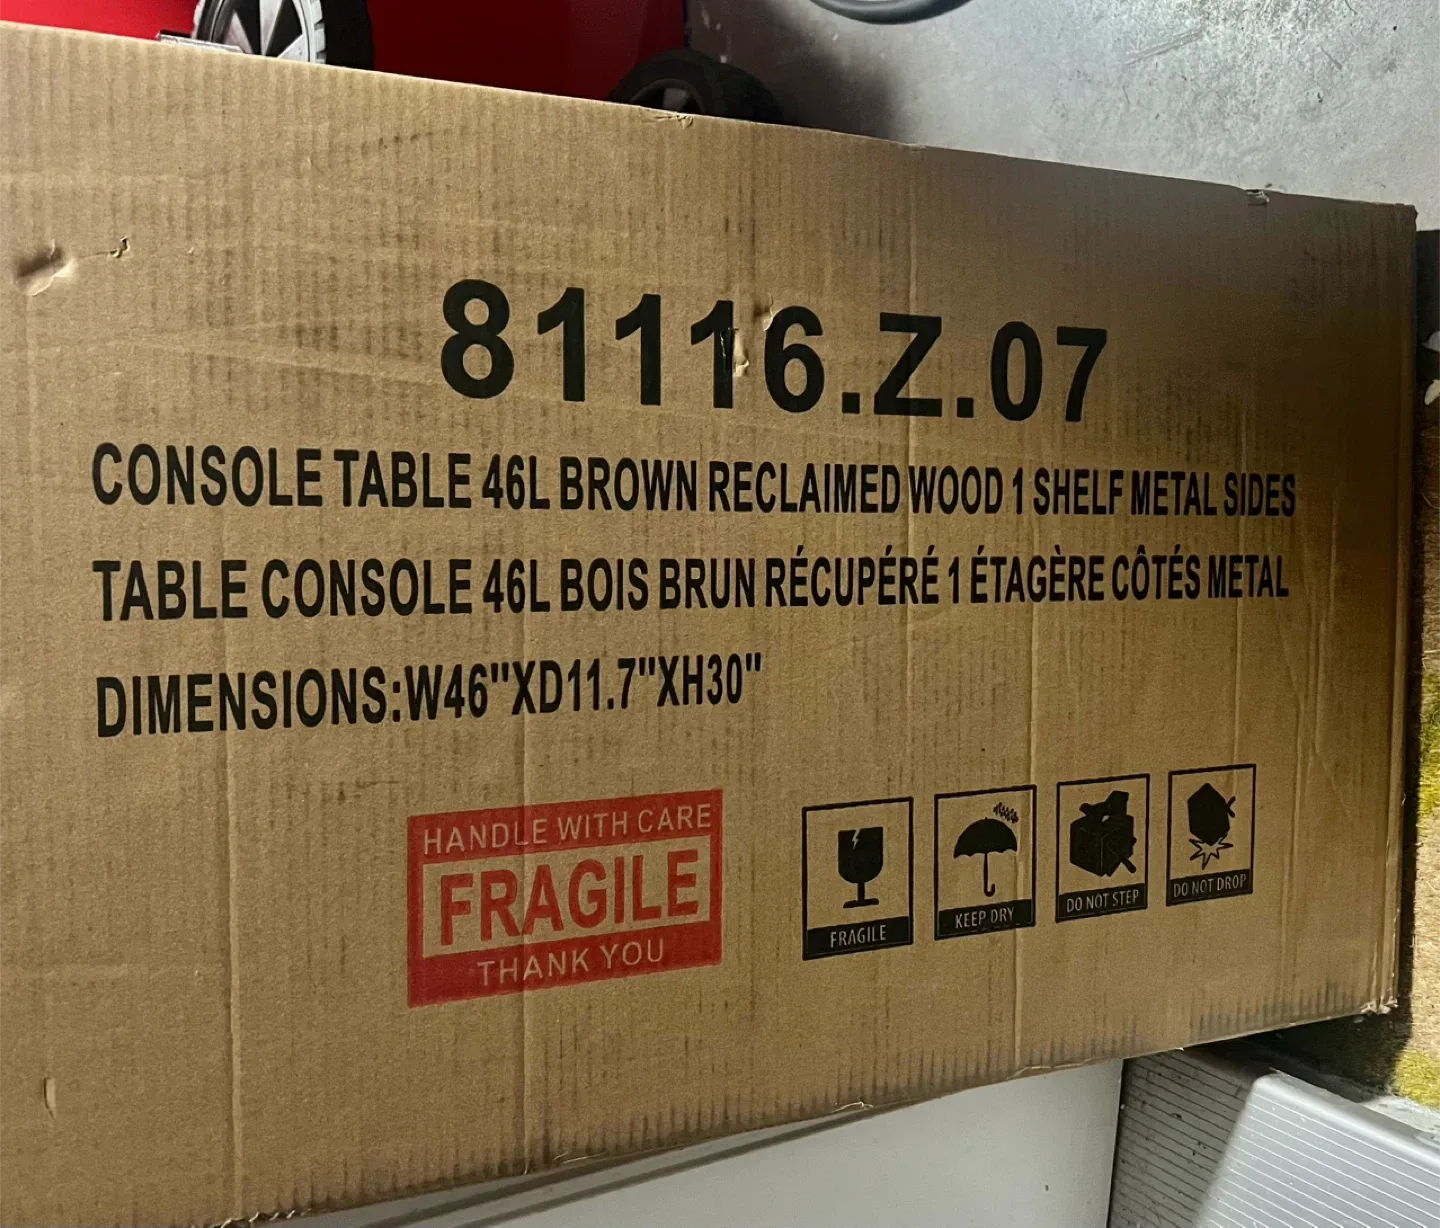 81116.Z.07
CONSOLE TABLE 46L BROWN RECLAIMED WOOD 1 SHELF METAL SIDES
TABLE CONSOLE 46L BOIS BRUN RÉCUPÉRÉ 1 ÉTAGÈRE CÔTÉS METAL
DIMENSIONS:W46"XD11.7"XH30"
HANDLE WITH CARE
FRAGILE
THANK YOU
FRAGILE
KEEP DRY
DO NOT STEP
DO NOT DROP